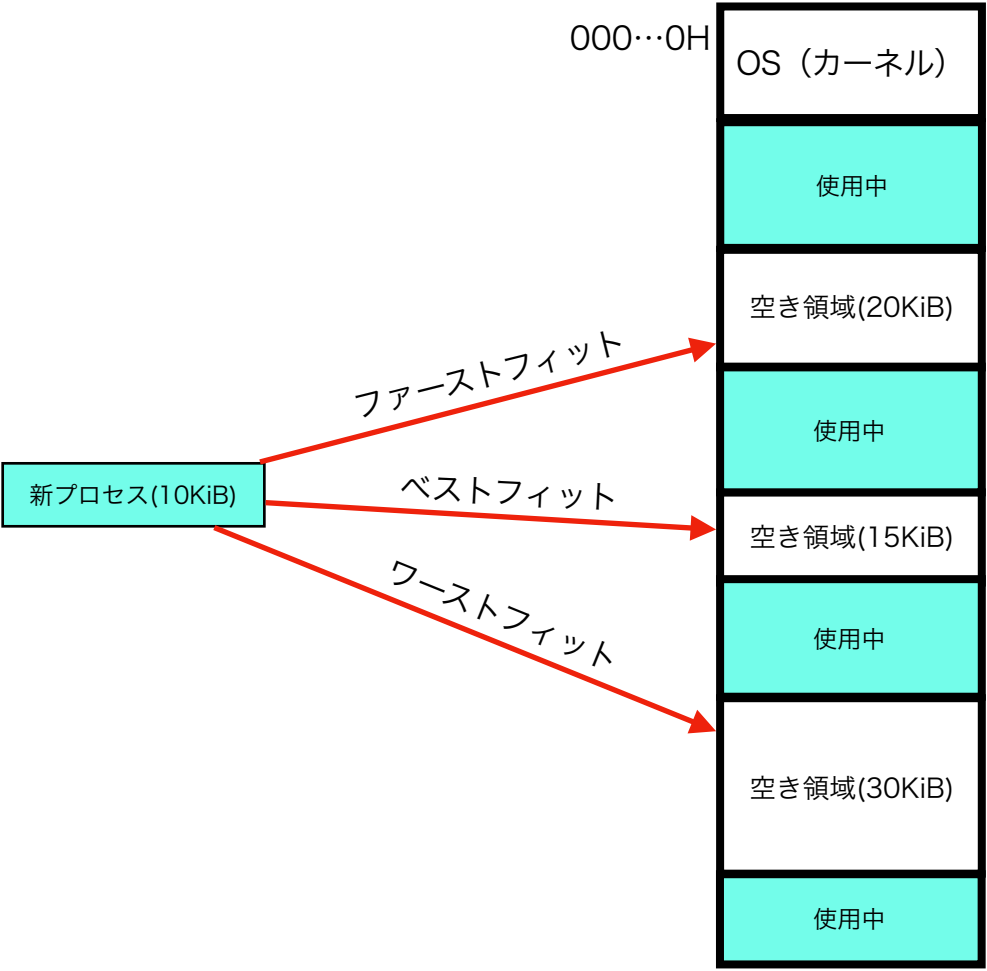 000…0H
OS（カーネル）
使用中
空き領域(20KiB)
ファーストフィット
使用中
新プロセス(10KiB)
ベストフィット
空き領域(15KiB)
ワーストフィット
使用中
空き領域(30KiB)
使用中